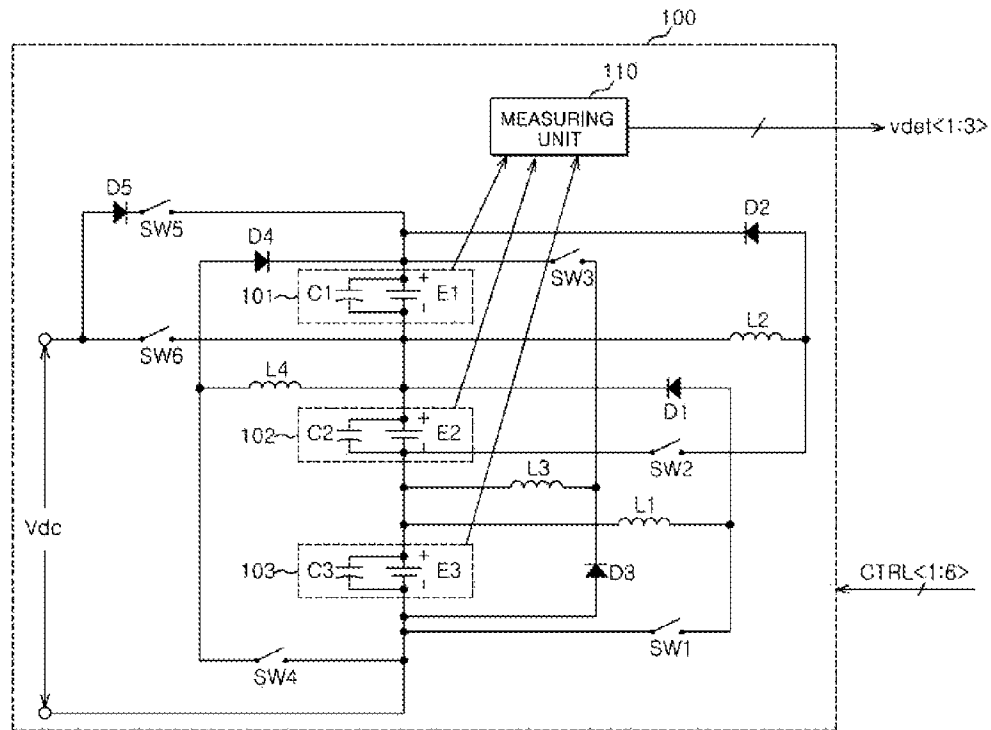 100
110
MEASURING
UNIT
vdet<1:3>
D5
SW5
D4
D2
SW3
101
C1
+
E1
-
SW6
L2
L4
D1
102
C2
+
E2
-
SW2
L3
L1
Vdc
103
C3
+
E3
-
D3
CTRL<1:6>
SW1
SW4